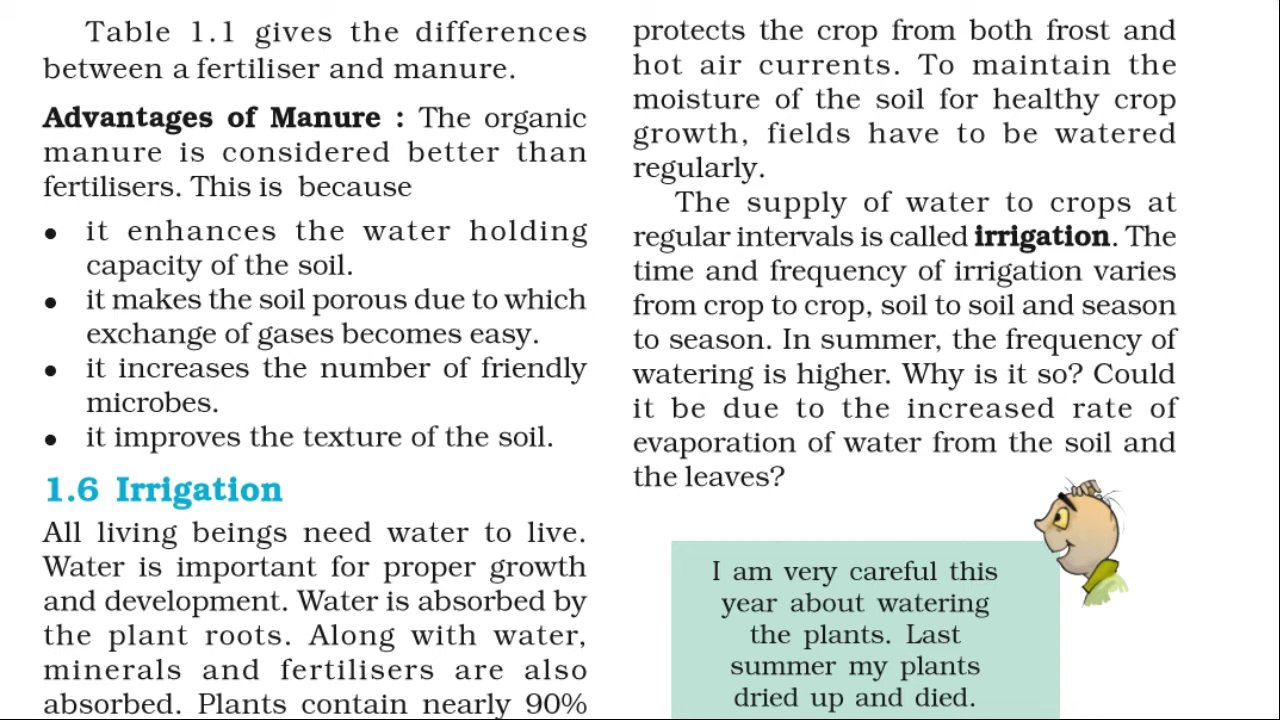 Table 1.1 gives the differences
between a fertiliser and manure.
Advantages of Manure : The organic
manure is considered better than
fertilisers. This is because
• it enhances the water holding
capacity of the soil.
• it makes the soil porous due to which
exchange of gases becomes easy.
• it increases the number of friendly
microbes.
• it improves the texture of the soil.
1.6 Irrigation
All living beings need water to live.
Water is important for proper growth
and development. Water is absorbed by
the plant roots. Along with water,
minerals and fertilisers are also
absorbed. Plants contain nearly 90%
protects the crop from both frost and
hot air currents. To maintain the
moisture of the soil for healthy crop
growth, fields have to be watered
regularly.
The supply of water to crops at
regular intervals is called irrigation. The
time and frequency of irrigation varies
from crop to crop, soil to soil and season
to season. In summer, the frequency of
watering is higher. Why is it so? Could
it be due to the increased rate of
evaporation of water from the soil and
the leaves?
I am very careful this
year about watering
the plants. Last
summer my plants
dried up and died.